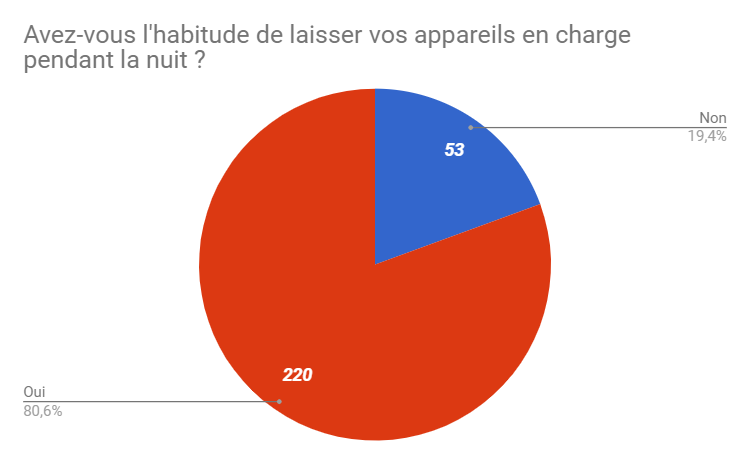 Avez-vous l'habitude de laisser vos appareils en charge
pendant la nuit ?
Non
19,4%
53
220
Oui
80,6%